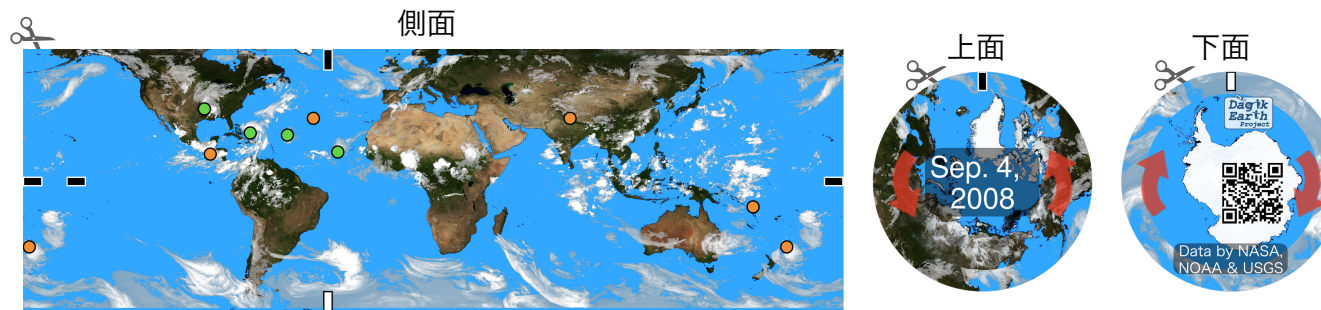 側面
上面
下面
Sep. 4,
2008
Dagik
Earth
Project
Data by NASA,
NOAA & USGS